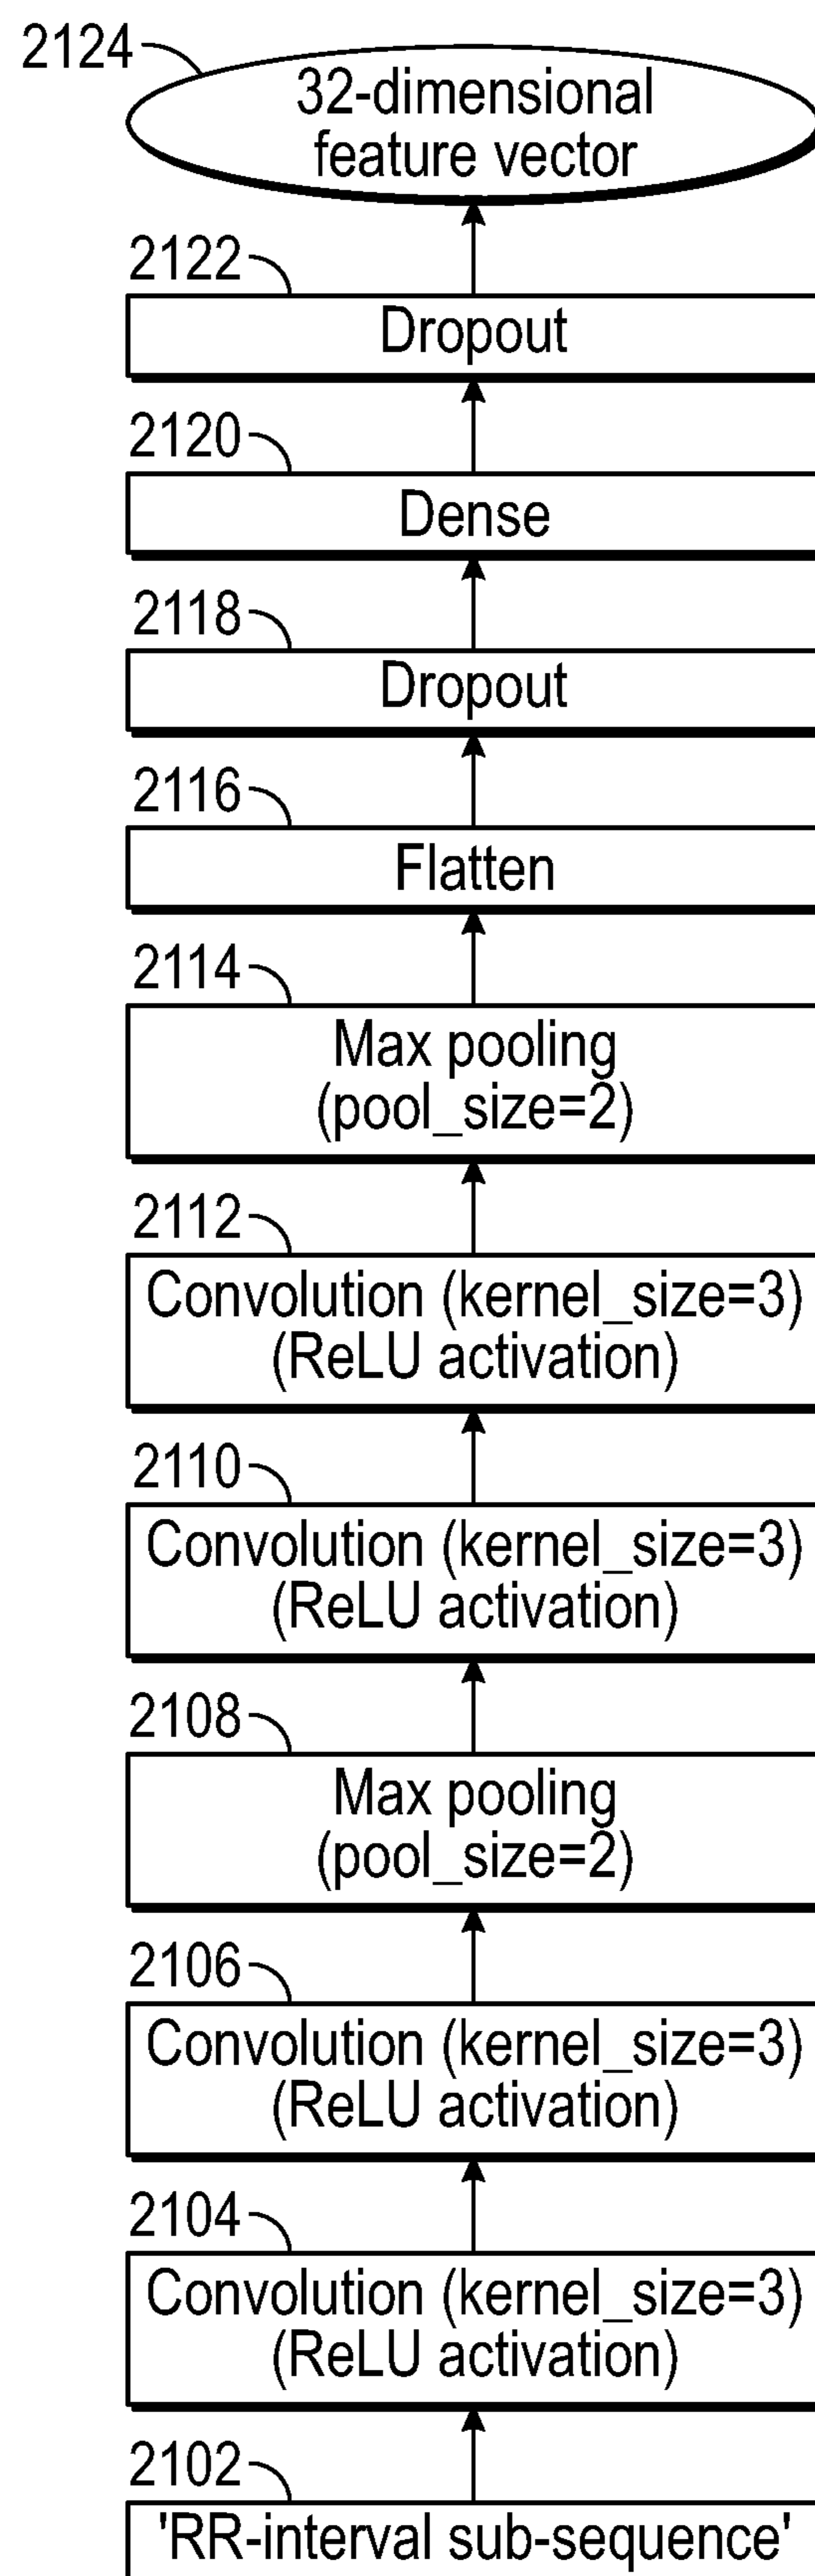 2124
32-dimensional
feature vector
2122
Dropout
2120
Dense
2118
Dropout
2116
Flatten
2114
Max pooling
(pool_size=2)
2112
Convolution (kernel_size=3)
(ReLU activation)
2110
Convolution (kernel_size=3)
(ReLU activation)
2108
Max pooling
(pool_size=2)
2106
Convolution (kernel_size=3)
(ReLU activation)
2104
Convolution (kernel_size=3)
(ReLU activation)
2102
'RR-interval sub-sequence'